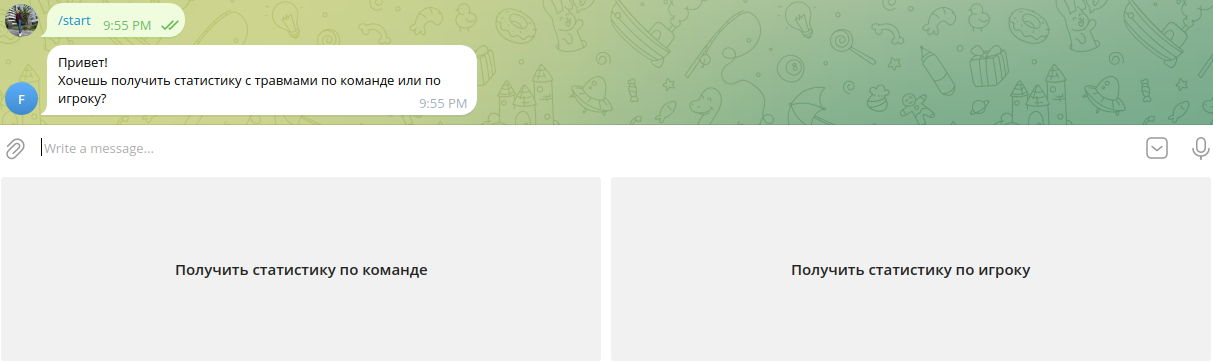 /start 9:55 PM
Привет!
Хочешь получить статистику с травмами по команде или по
игроку?
9:55 PM
F
Write a message...
Получить статистику по команде
Получить статистику по игроку